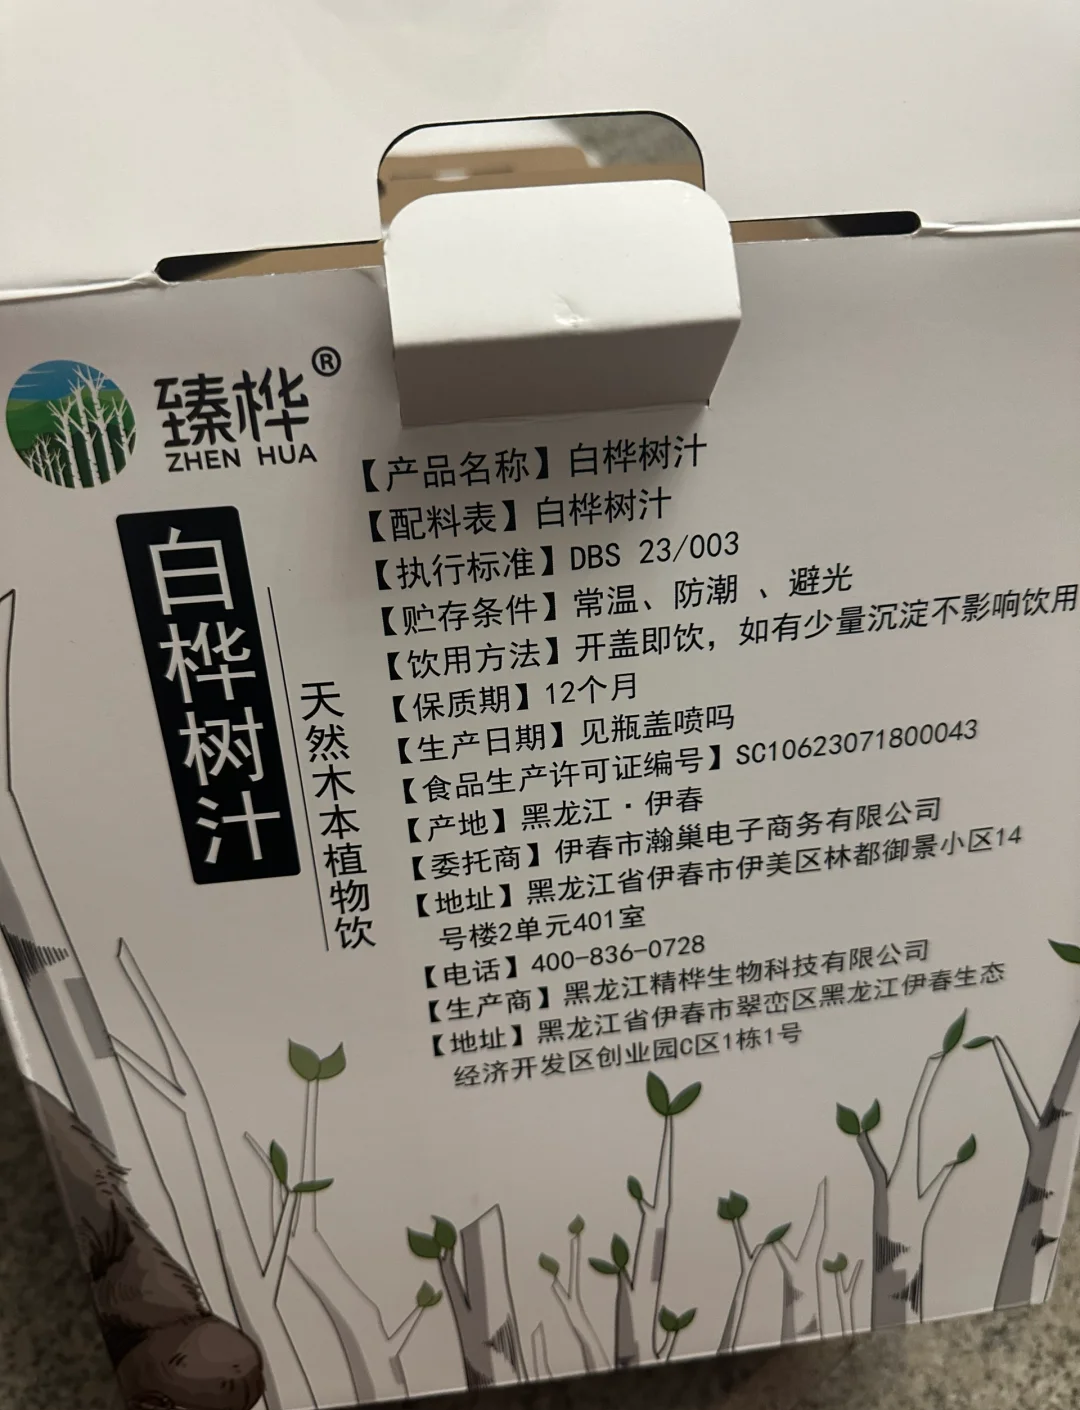 臻桦®
ZHEN HUA
白桦树汁
天然木本植物饮
【产品名称】白桦树汁
【配料表】白桦树汁
【执行标准】DBS 23/003
【贮存条件】常温、防潮 、避光
【饮用方法】开盖即饮，如有少量沉淀不影响饮用
【保质期】12个月
【生产日期】见瓶盖喷吗
【食品生产许可证编号】SC10623071800043
【产地】黑龙江·伊春
【委托商】伊春市瀚巢电子商务有限公司
【地址】黑龙江省伊春市伊美区林都御景小区14
号楼2单元401室
【电话】400-836-0728
【生产商】黑龙江精桦生物科技有限公司
【地址】黑龙江省伊春市翠峦区黑龙江伊春生态
经济开发区创业园C区1栋1号